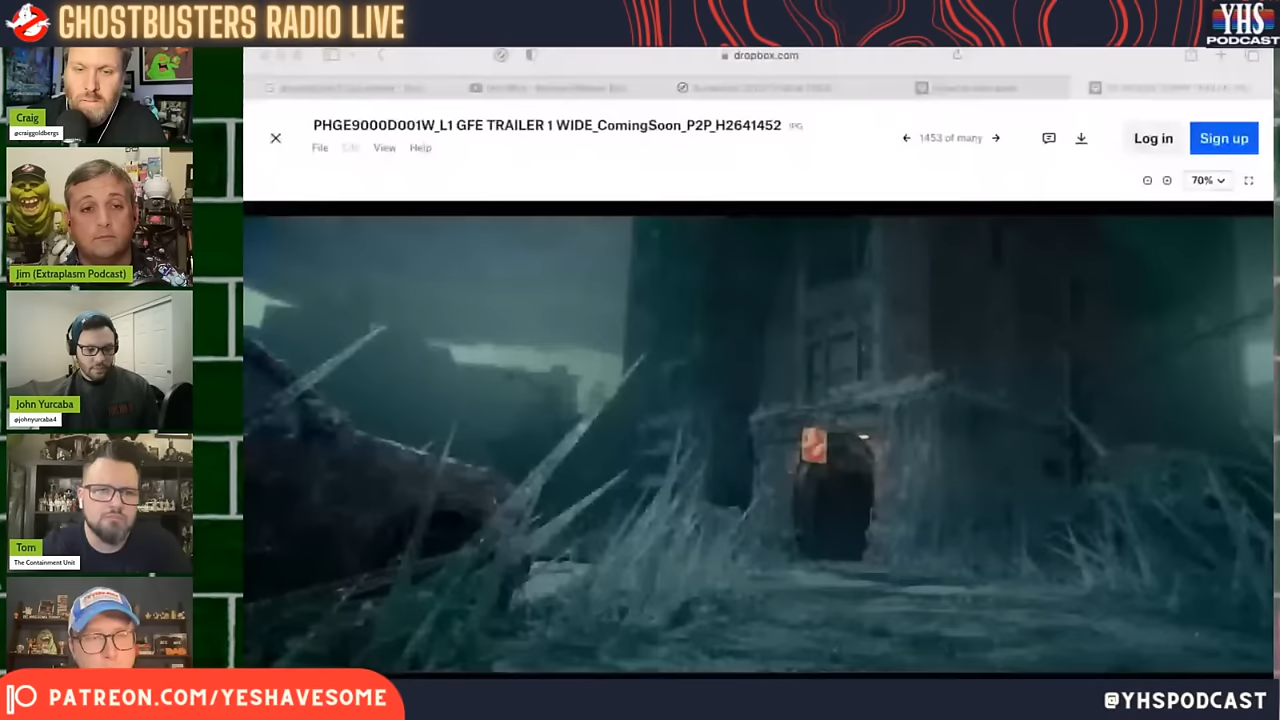 GHOSTBUSTERS RADIO LIVE
YHS
PODCAST
dropbox.com
PHGE9000D001W_L1 GFE TRAILER 1 WIDE_ComingSoon_P2P_H2641452 JPG
1453 of many
Log in
Sign up
File Edit View Help
70%
Craig
@craiggoldbergs
Jim (Extraplasm Podcast)
John Yurcaba
@johnyurcaba4
Tom
The Containment Unit
PATREON.COM/YESHAVESOME
@YHSPODCAST